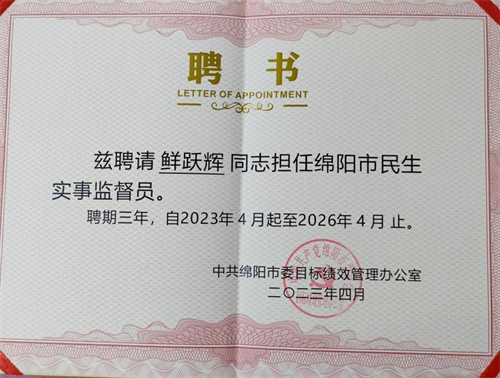 聘书
LETTER OF APPOINTMENT
兹聘请 鲜跃辉 同志担任绵阳市民生
实事监督员。
聘期三年，自2023年4月起至2026年4月止。
中共绵阳市委目标绩效管理办公室
二〇二三年四月